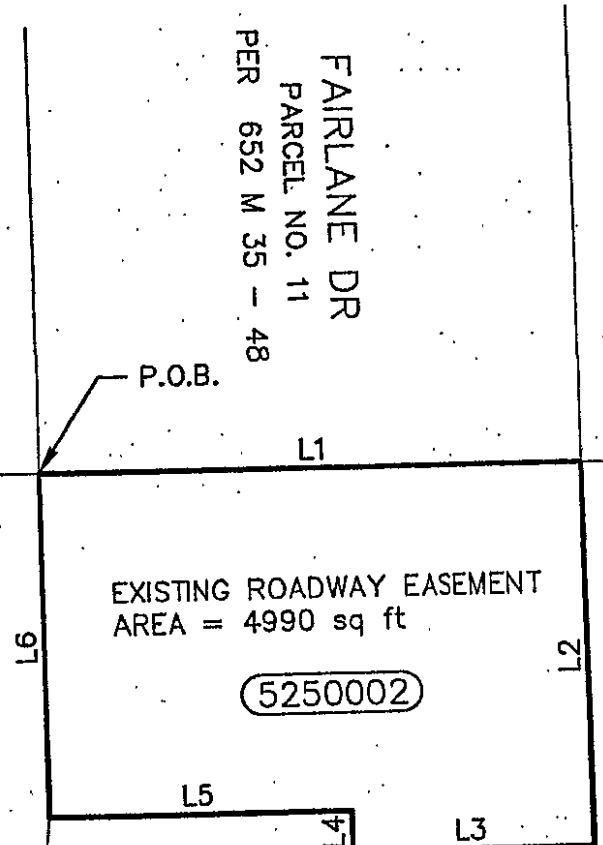 FAIRLANE DR
PARCEL NO. 11
PER 652 M 35 - 48
P.O.B.
L1
EXISTING ROADWAY EASEMENT
AREA = 4990 sq ft
L6
L2
5250002
L5
L4
L3